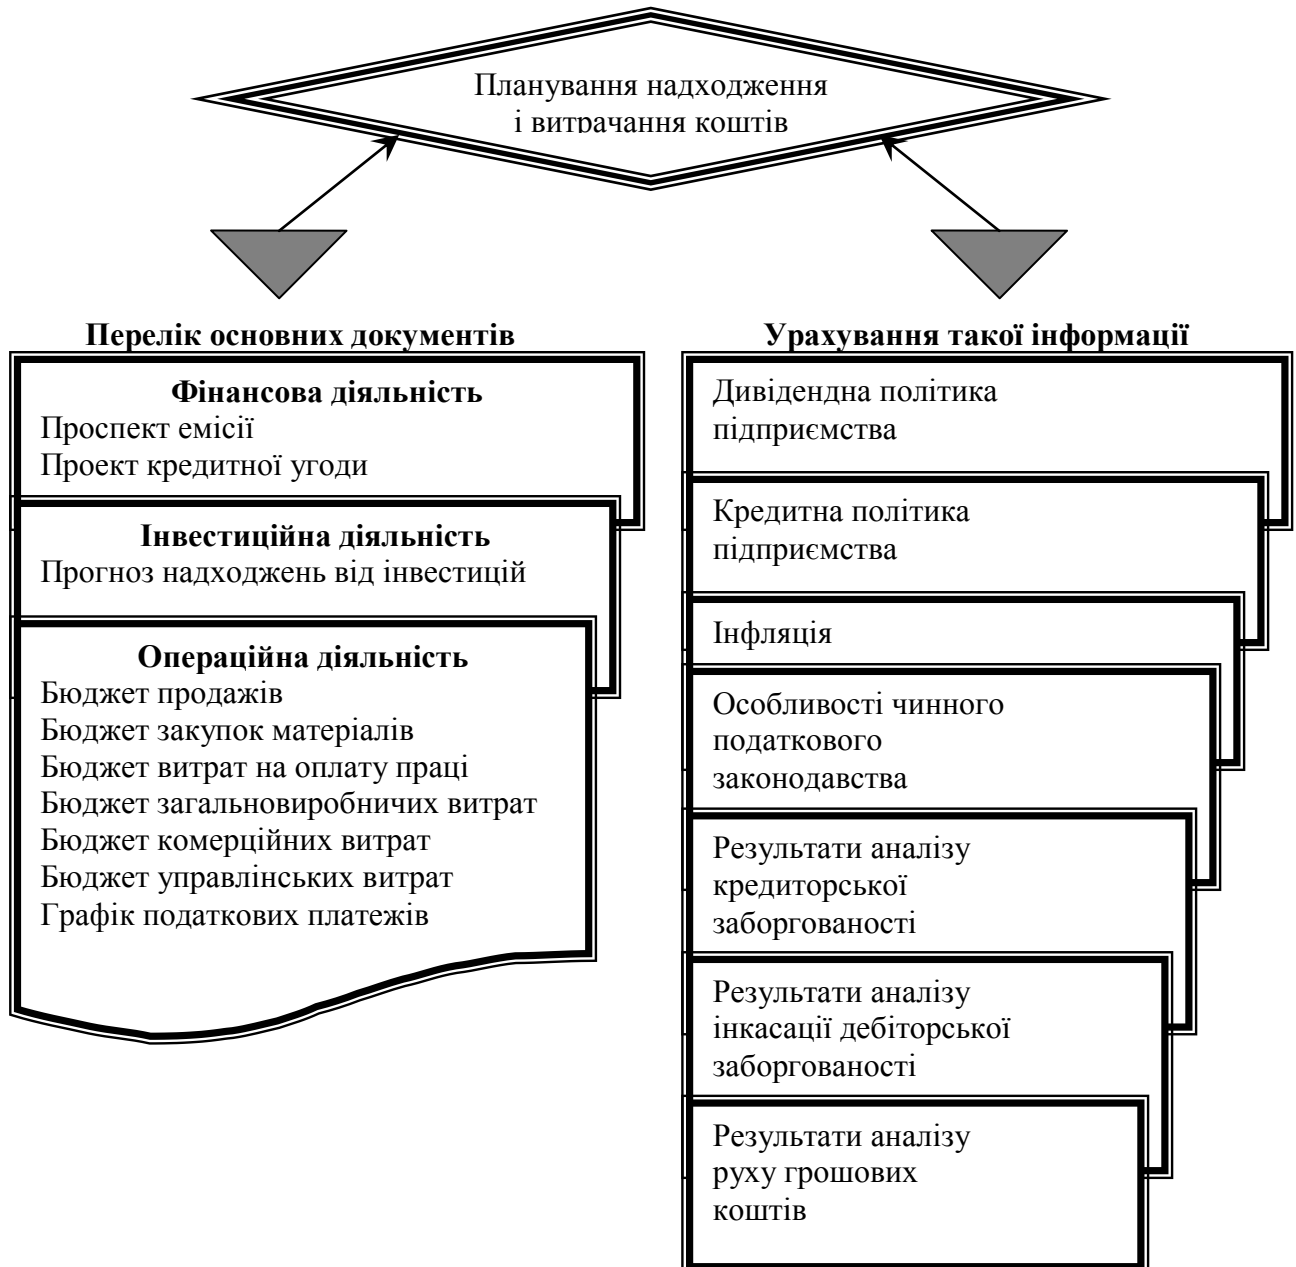 Планування надходження
і витрачання коштів
Перелік основних документів
Фінансова діяльність
Проспект емісії
Проект кредитної угоди
Інвестиційна діяльність
Прогноз надходжень від інвестицій
Операційна діяльність
Бюджет продажів
Бюджет закупок матеріалів
Бюджет витрат на оплату праці
Бюджет загальновиробничих витрат
Бюджет комерційних витрат
Бюджет управлінських витрат
Графік податкових платежів
Урахування такої інформації
Дивідендна політика
підприємства
Кредитна політика
підприємства
Інфляція
Особливості чинного
податкового
законодавства
Результати аналізу
кредиторської
заборгованості
Результати аналізу
інкасації дебіторської
заборгованості
Результати аналізу
руху грошових
коштів